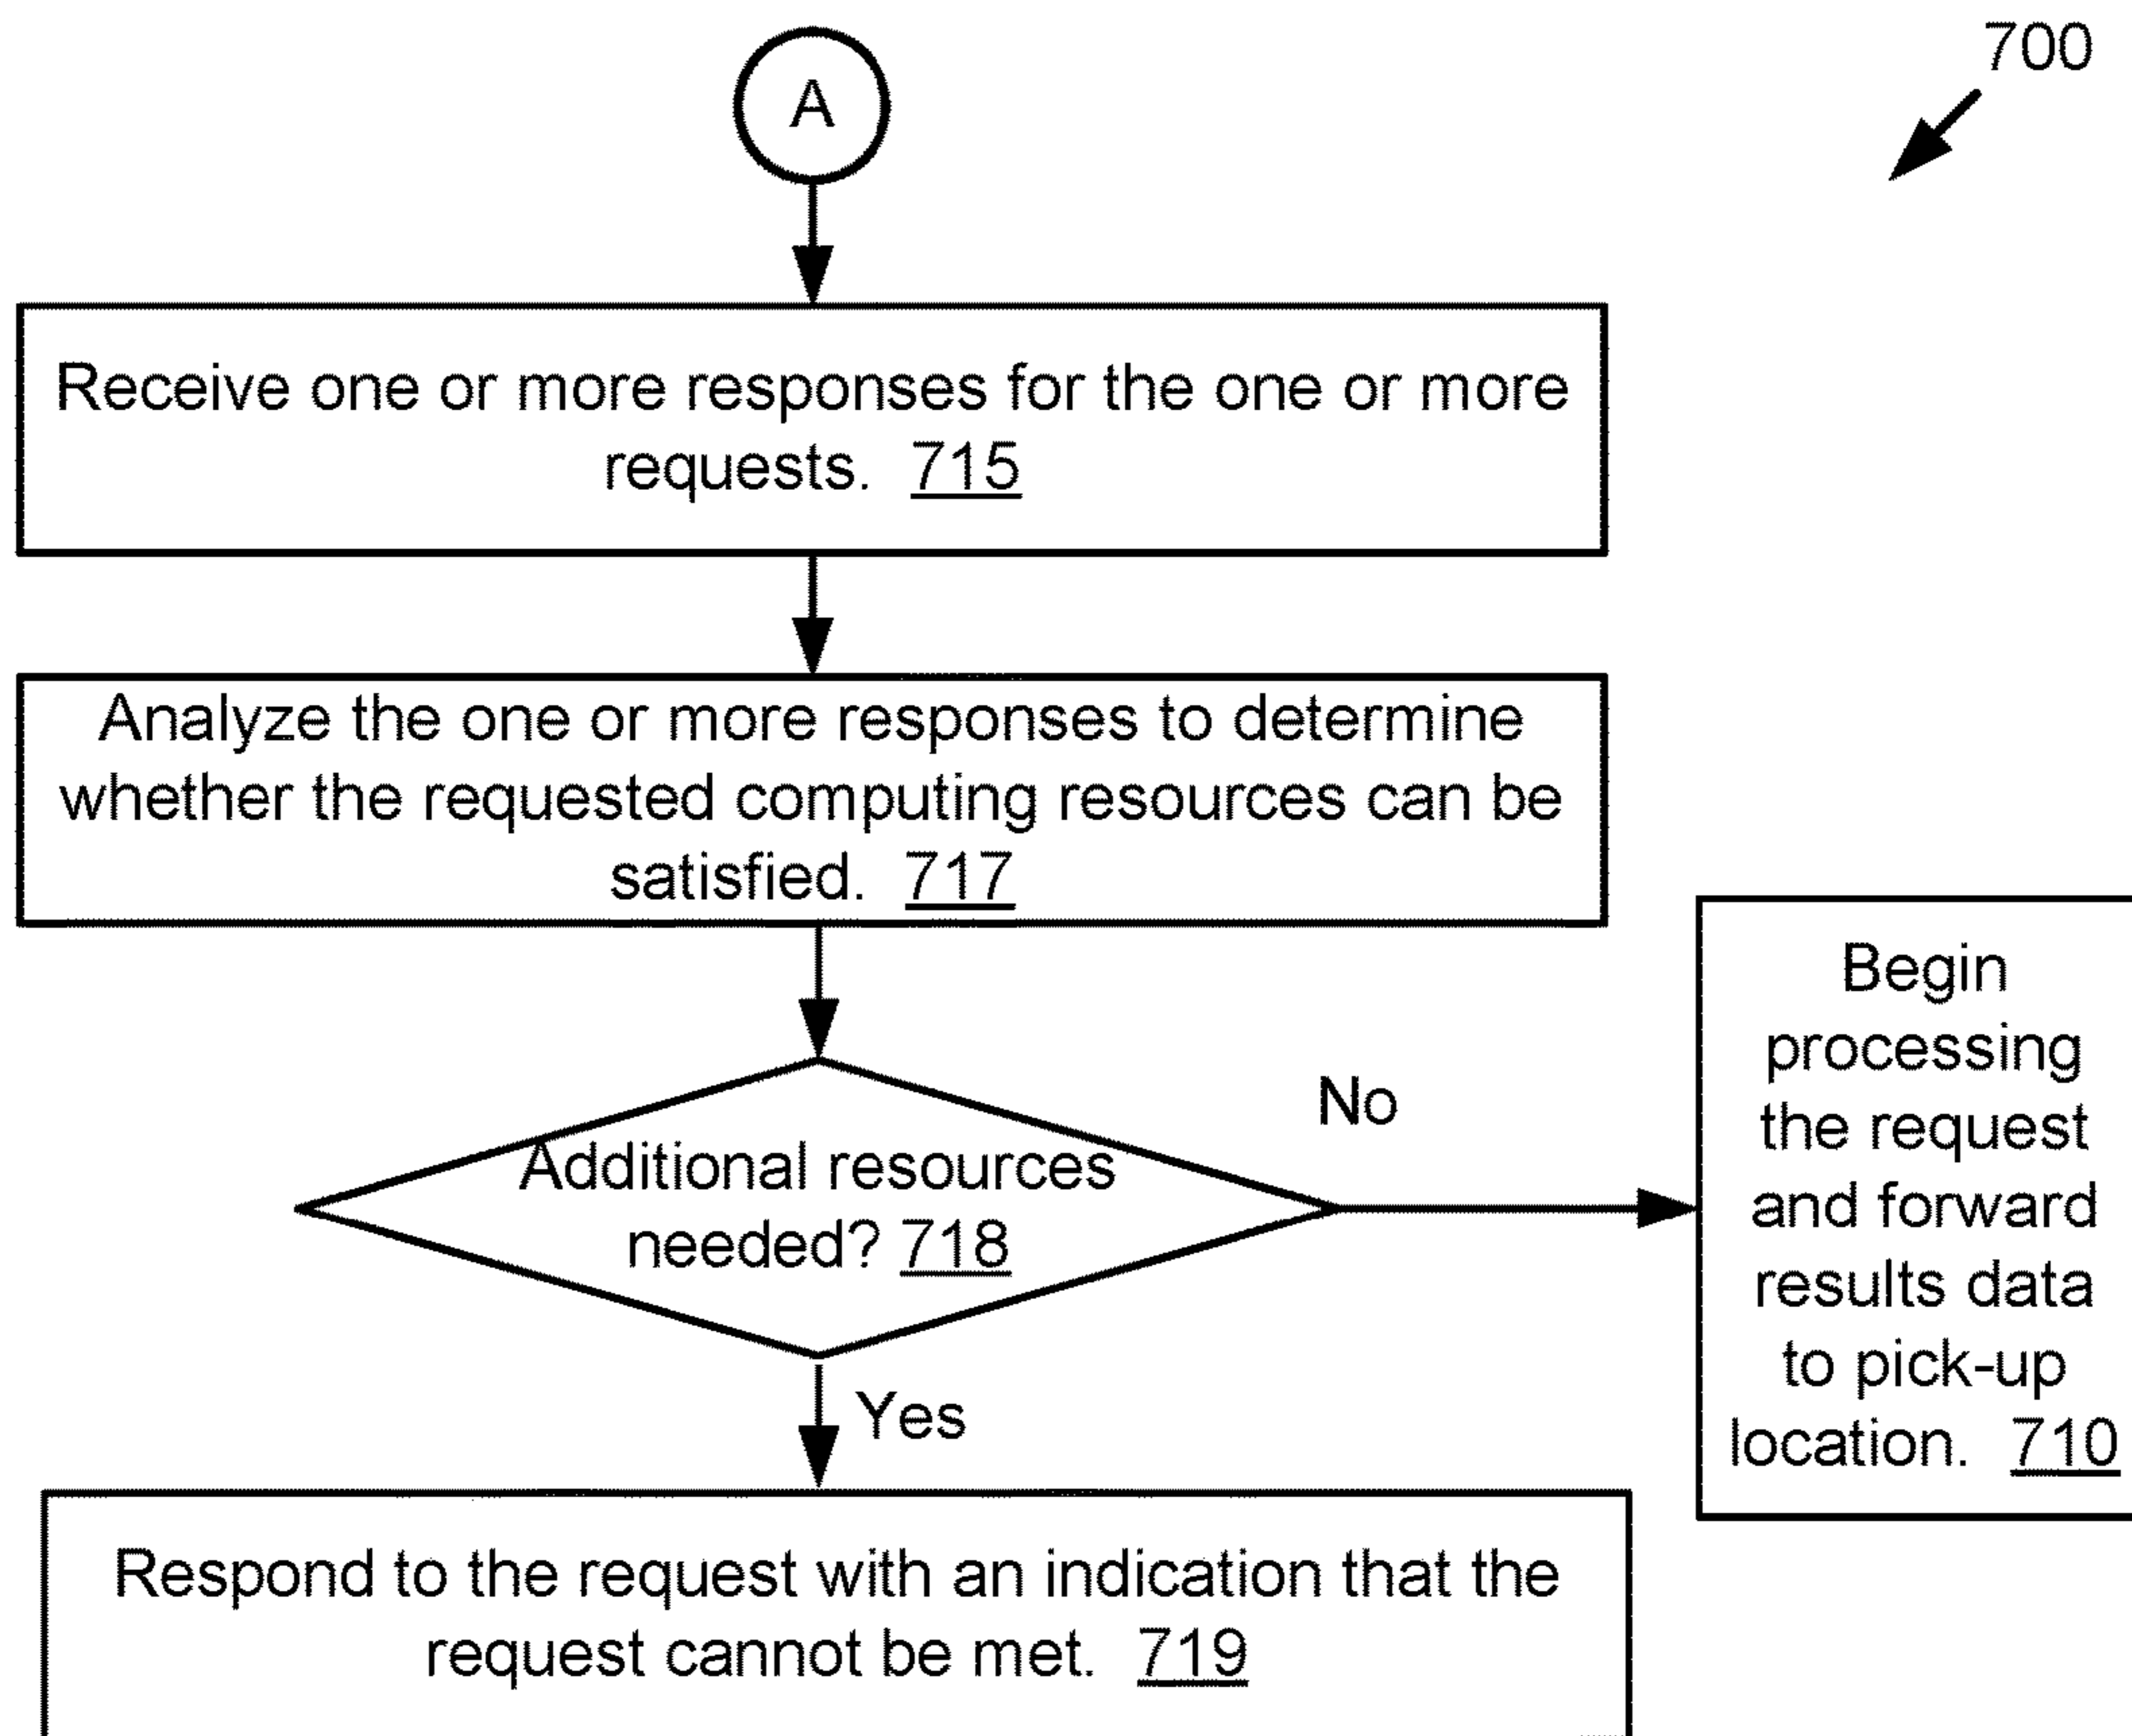 700
A
Receive one or more responses for the one or more
requests. 715
Analyze the one or more responses to determine
whether the requested computing resources can be
satisfied. 717
Additional resources
needed? 718
No
Begin
processing
the request
and forward
results data
to pick-up
location. 710
Yes
Respond to the request with an indication that the
request cannot be met. 719